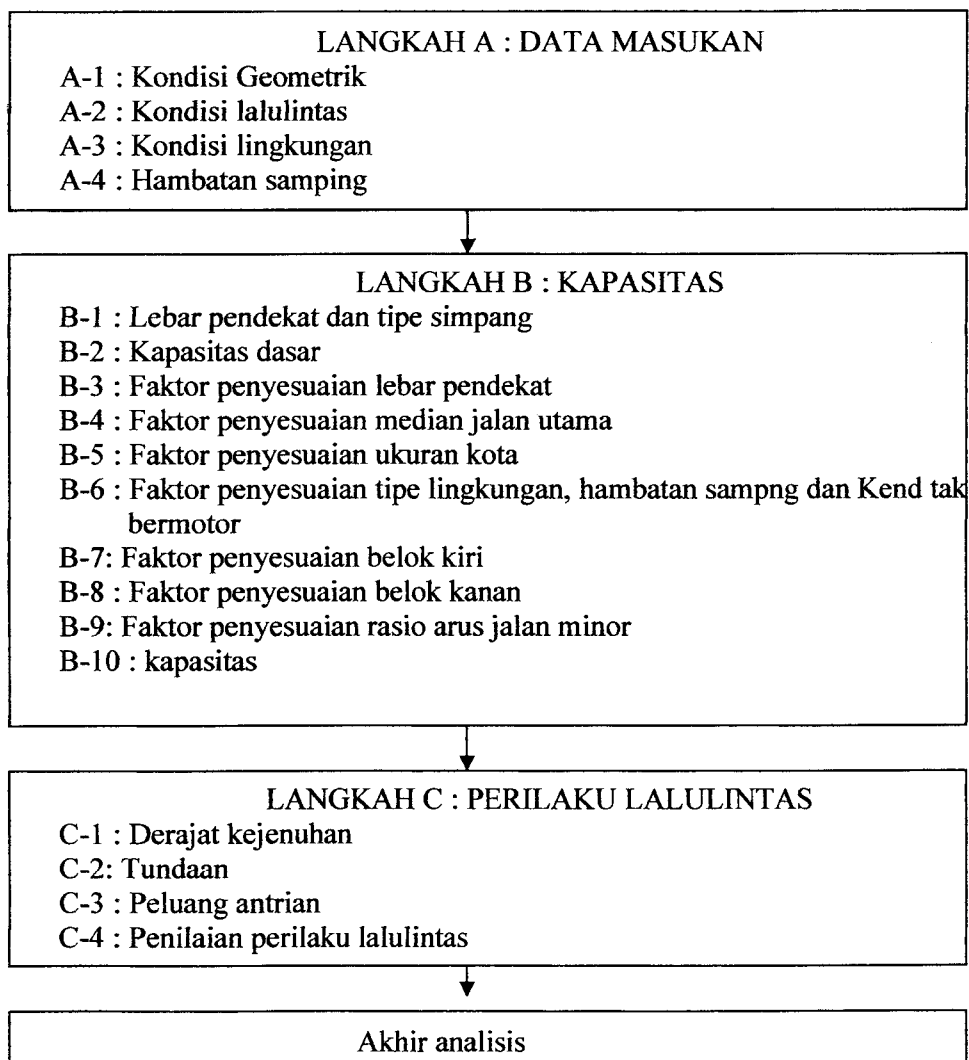 LANGKAH A : DATA MASUKAN
A-1 : Kondisi Geometrik
A-2 : Kondisi lalulintas
A-3 : Kondisi lingkungan
A-4 : Hambatan samping
LANGKAH B : KAPASITAS
B-1 : Lebar pendekat dan tipe simpang
B-2 : Kapasitas dasar
B-3 : Faktor penyesuaian lebar pendekat
B-4 : Faktor penyesuaian median jalan utama
B-5 : Faktor penyesuaian ukuran kota
B-6 : Faktor penyesuaian tipe lingkungan, hambatan sampng dan Kend tak
bermotor
B-7: Faktor penyesuaian belok kiri
B-8 : Faktor penyesuaian belok kanan
B-9: Faktor penyesuaian rasio arus jalan minor
B-10 : kapasitas
LANGKAH C : PERILAKU LALULINTAS
C-1 : Derajat kejenuhan
C-2: Tundaan
C-3 : Peluang antrian
C-4 : Penilaian perilaku lalulintas
Akhir analisis